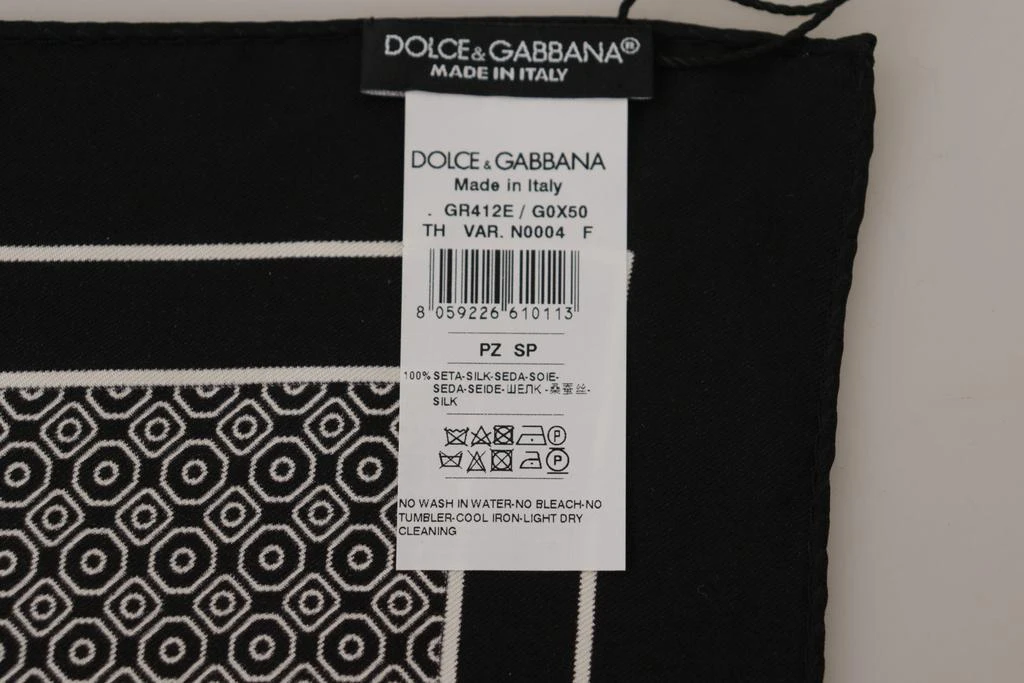 DOLCE&GABBANA®
MADE IN ITALY
DOLCE & GABBANA
Made in Italy
. GR412E / G0X50
TH VAR. N0004 F
8 059226 610113
PZ SP
100% SETA-SILK-SEDA-SOIE-
SEDA-SEIDE-ШЕЛК-桑蚕丝-
SILK
P
P
NO WASH IN WATER-NO BLEACH-NO
TUMBLER-COOL IRON-LIGHT DRY
CLEANING